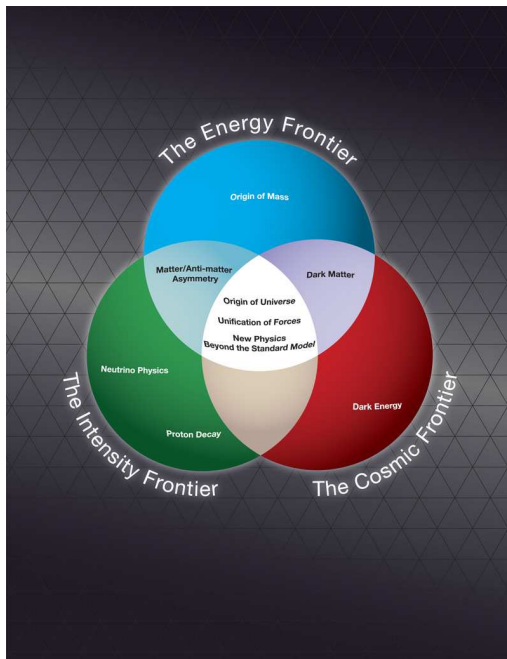 The Energy Frontier
Origin of Mass
Matter/Anti-matter
Asymmetry
Dark Matter
Origin of Universe
Unification of Forces
New Physics
Beyond the Standard Model
Neutrino Physics
Dark Energy
Proton Decay
The Intensity Frontier
The Cosmic Frontier